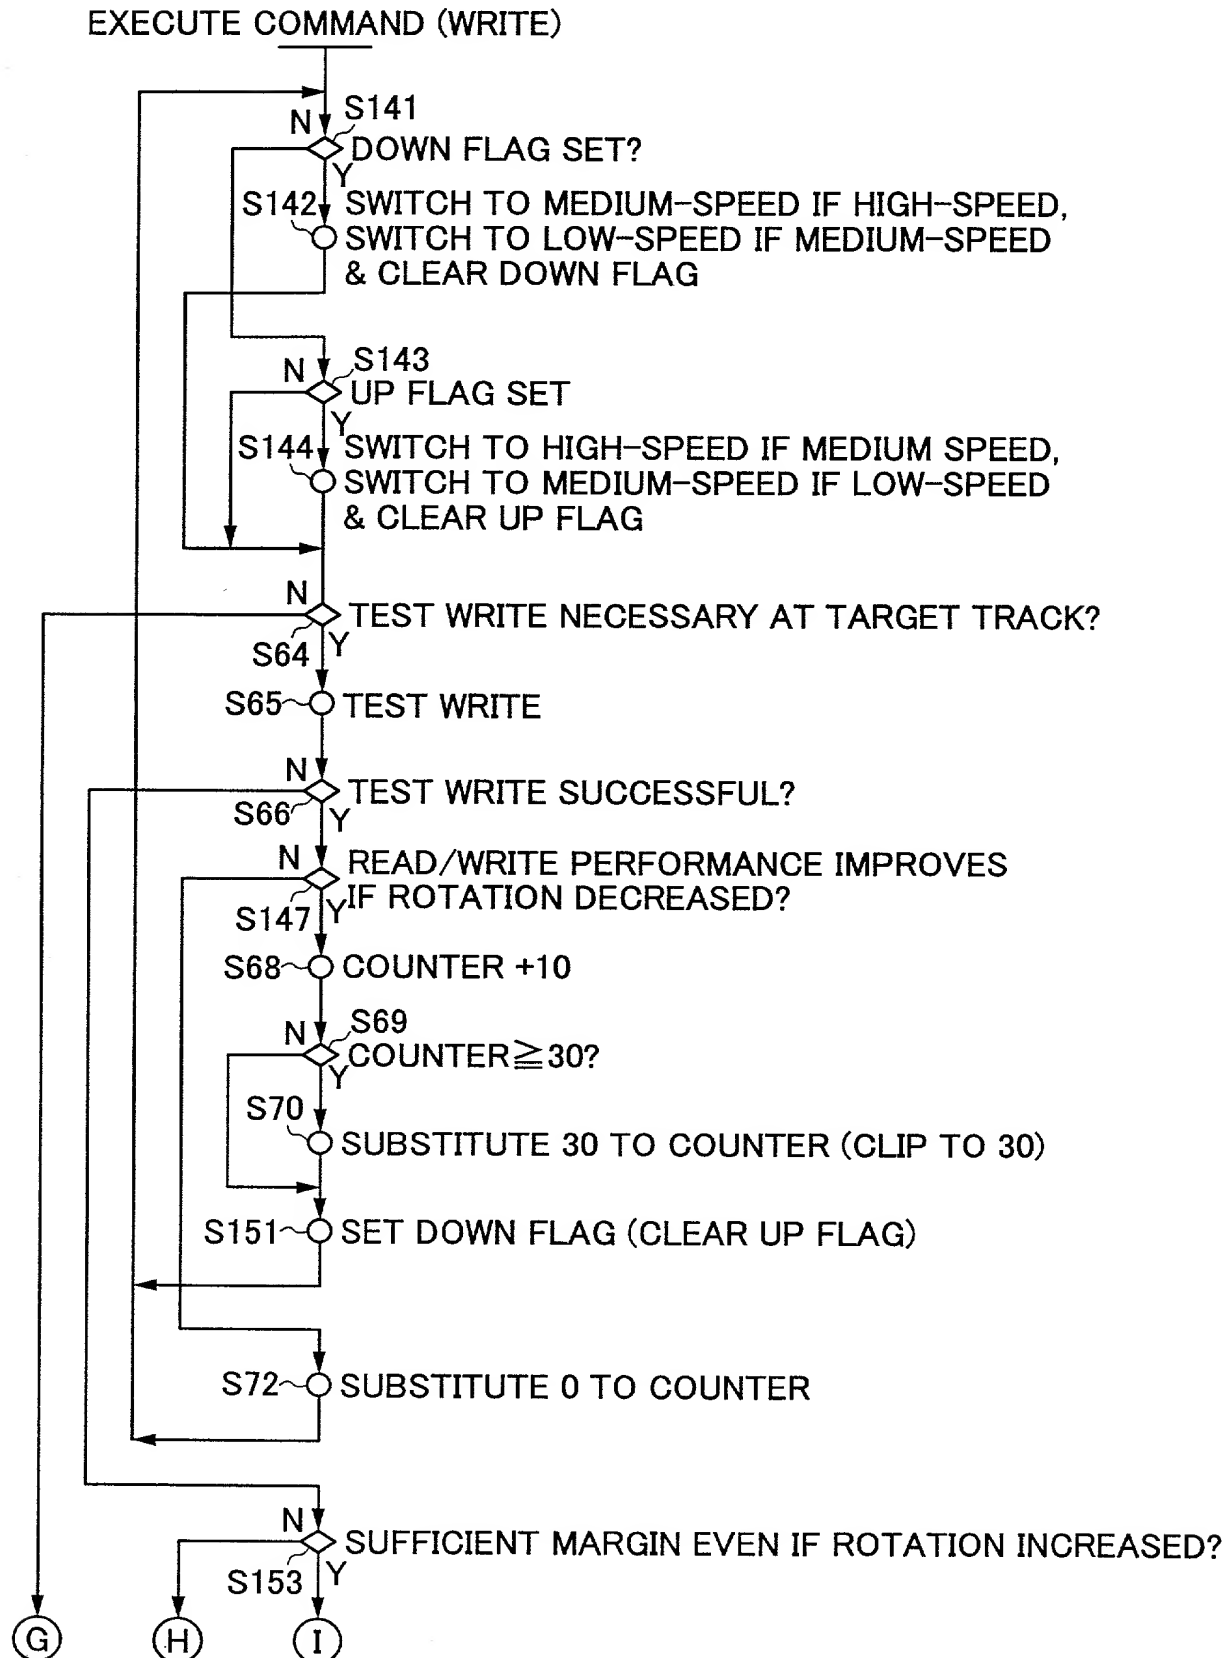 EXECUTE COMMAND (WRITE)
N S141
DOWN FLAG SET?
Y
S142 SWITCH TO MEDIUM-SPEED IF HIGH-SPEED,
SWITCH TO LOW-SPEED IF MEDIUM-SPEED
& CLEAR DOWN FLAG
N S143
UP FLAG SET
Y
S144 SWITCH TO HIGH-SPEED IF MEDIUM SPEED,
SWITCH TO MEDIUM-SPEED IF LOW-SPEED
& CLEAR UP FLAG
N
TEST WRITE NECESSARY AT TARGET TRACK?
S64 Y
S65 TEST WRITE
N
TEST WRITE SUCCESSFUL?
S66 Y
N READ/WRITE PERFORMANCE IMPROVES
IF ROTATION DECREASED?
S147 Y
S68 COUNTER +10
N S69
COUNTER≧30?
Y
S70
SUBSTITUTE 30 TO COUNTER (CLIP TO 30)
S151 SET DOWN FLAG (CLEAR UP FLAG)
S72 SUBSTITUTE 0 TO COUNTER
N
SUFFICIENT MARGIN EVEN IF ROTATION INCREASED?
S153 Y
G H I